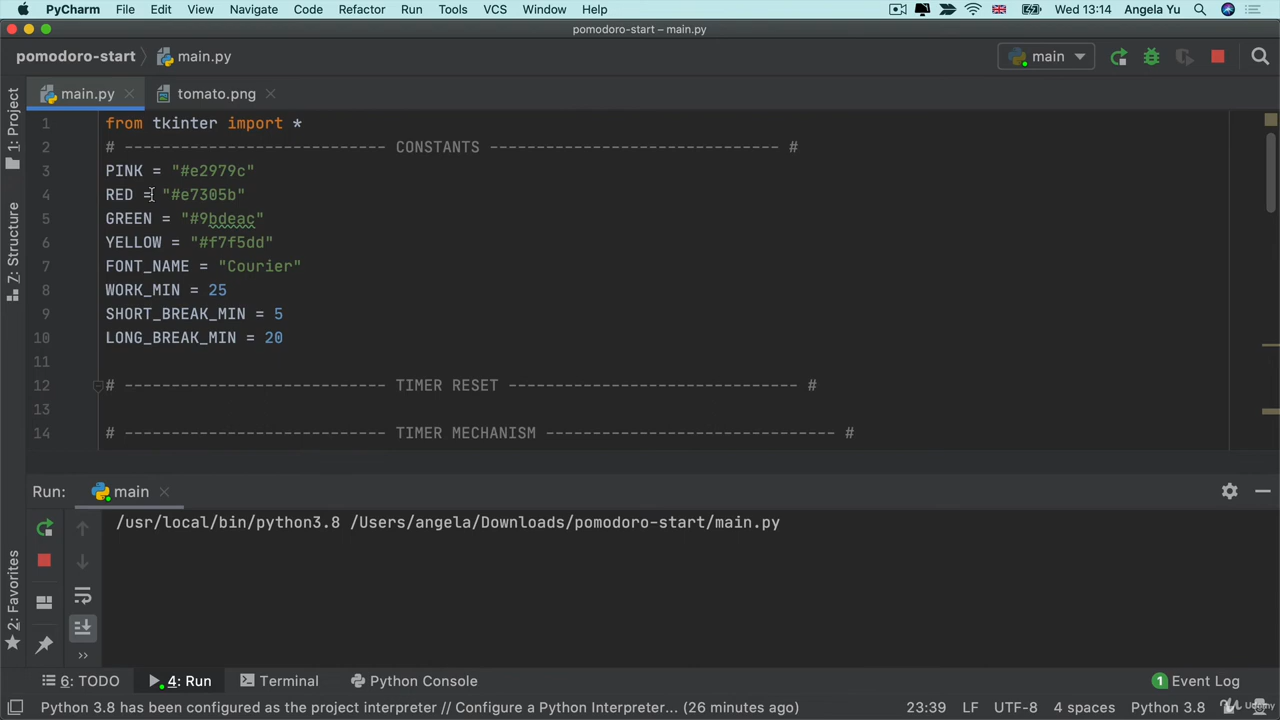 PyCharm File Edit View Navigate Code Refactor Run Tools VCS Window Help Wed 13:14 Angela Yu
pomodoro-start – main.py
pomodoro-start main.py main
main.py tomato.png
1: Project
Z: Structure
2: Favorites
1 from tkinter import *
2 # ---------------------------- CONSTANTS ------------------------------- #
3 PINK = "#e2979c"
4 RED = "#e7305b"
5 GREEN = "#9bdeac"
6 YELLOW = "#f7f5dd"
7 FONT_NAME = "Courier"
8 WORK_MIN = 25
9 SHORT_BREAK_MIN = 5
10 LONG_BREAK_MIN = 20
11
12 # ---------------------------- TIMER RESET ------------------------------- #
13
14 # ---------------------------- TIMER MECHANISM ------------------------------- #
Run: main
/usr/local/bin/python3.8 /Users/angela/Downloads/pomodoro-start/main.py
6: TODO 4: Run Terminal Python Console 1 Event Log
Python 3.8 has been configured as the project interpreter // Configure a Python Interpreter... (26 minutes ago) 23:39 LF UTF-8 4 spaces Python 3.8
Udemy